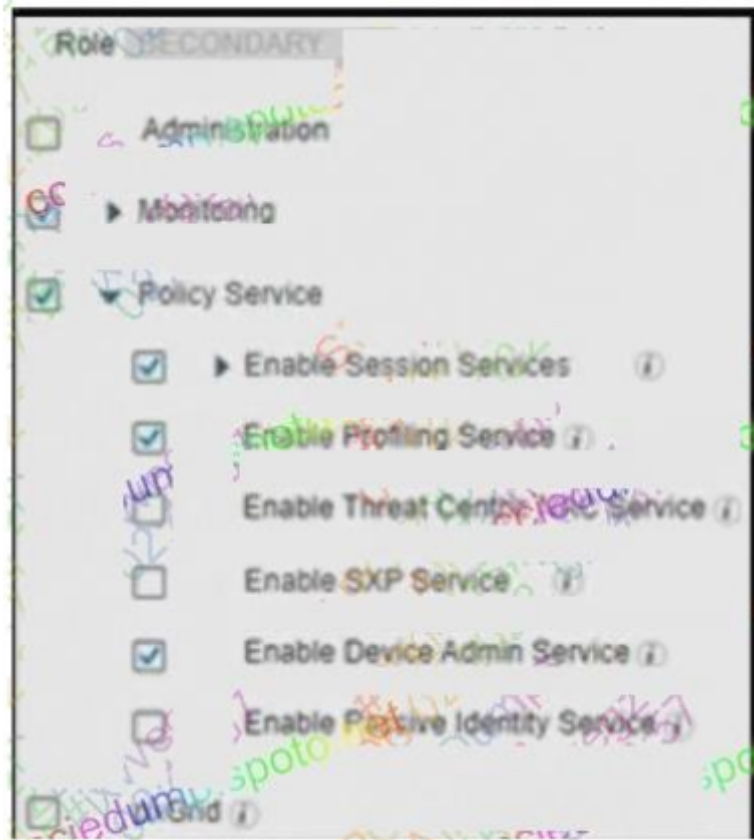 Role SECONDARY
Administration
Monitoring
Policy Service
Enable Session Services
Enable Profiling Service
Enable Threat Centric NAC Service
Enable SXP Service
Enable Device Admin Service
Enable Passive Identity Service
Grid